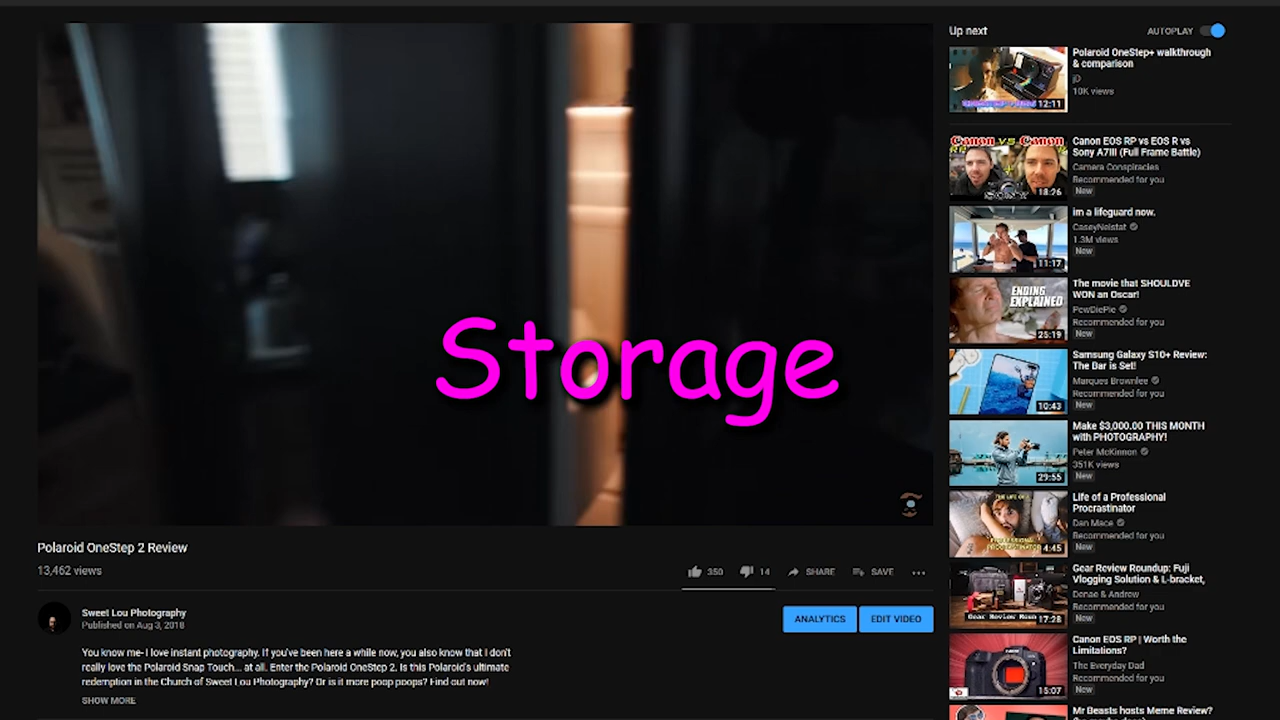 Storage
Polaroid OneStep 2 Review
13,462 views
350
14
SHARE
SAVE
Sweet Lou Photography
Published on Aug 3, 2018
ANALYTICS
EDIT VIDEO
You know me- I love instant photography. If you've been here a while now, you also know that I don't
really love the Polaroid Snap Touch... at all. Enter the Polaroid OneStep 2. Is this Polaroid's ultimate
redemption in the Church of Sweet Lou Photography? Or is it more poop poops? Find out now!
SHOW MORE
Up next
AUTOPLAY
12:11
Polaroid OneStep+ walkthrough
& comparison
jD
10K views
Canon vs Canon
18:26
Canon EOS RP vs EOS R vs
Sony A7III (Full Frame Battle)
Camera Conspiracies
Recommended for you
New
11:17
im a lifeguard now.
CaseyNeistat
1.3M views
New
ENDING
EXPLAINED
25:19
The movie that SHOULDVE
WON an Oscar!
PewDiePie
Recommended for you
New
10:43
Samsung Galaxy S10+ Review:
The Bar is Set!
Marques Brownlee
Recommended for you
New
29:55
Make $3,000.00 THIS MONTH
with PHOTOGRAPHY!
Peter McKinnon
351K views
New
THE LIFE OF A
PROFESSIONAL
PROCRASTINATOR
4:45
Life of a Professional
Procrastinator
Dan Mace
Recommended for you
New
Gear Review Roun
17:28
Gear Review Roundup: Fuji
Vlogging Solution & L-bracket,
Denae & Andrew
Recommended for you
New
15:07
Canon EOS RP | Worth the
Limitations?
The Everyday Dad
Recommended for you
New
Mr Beasts hosts Meme Review?